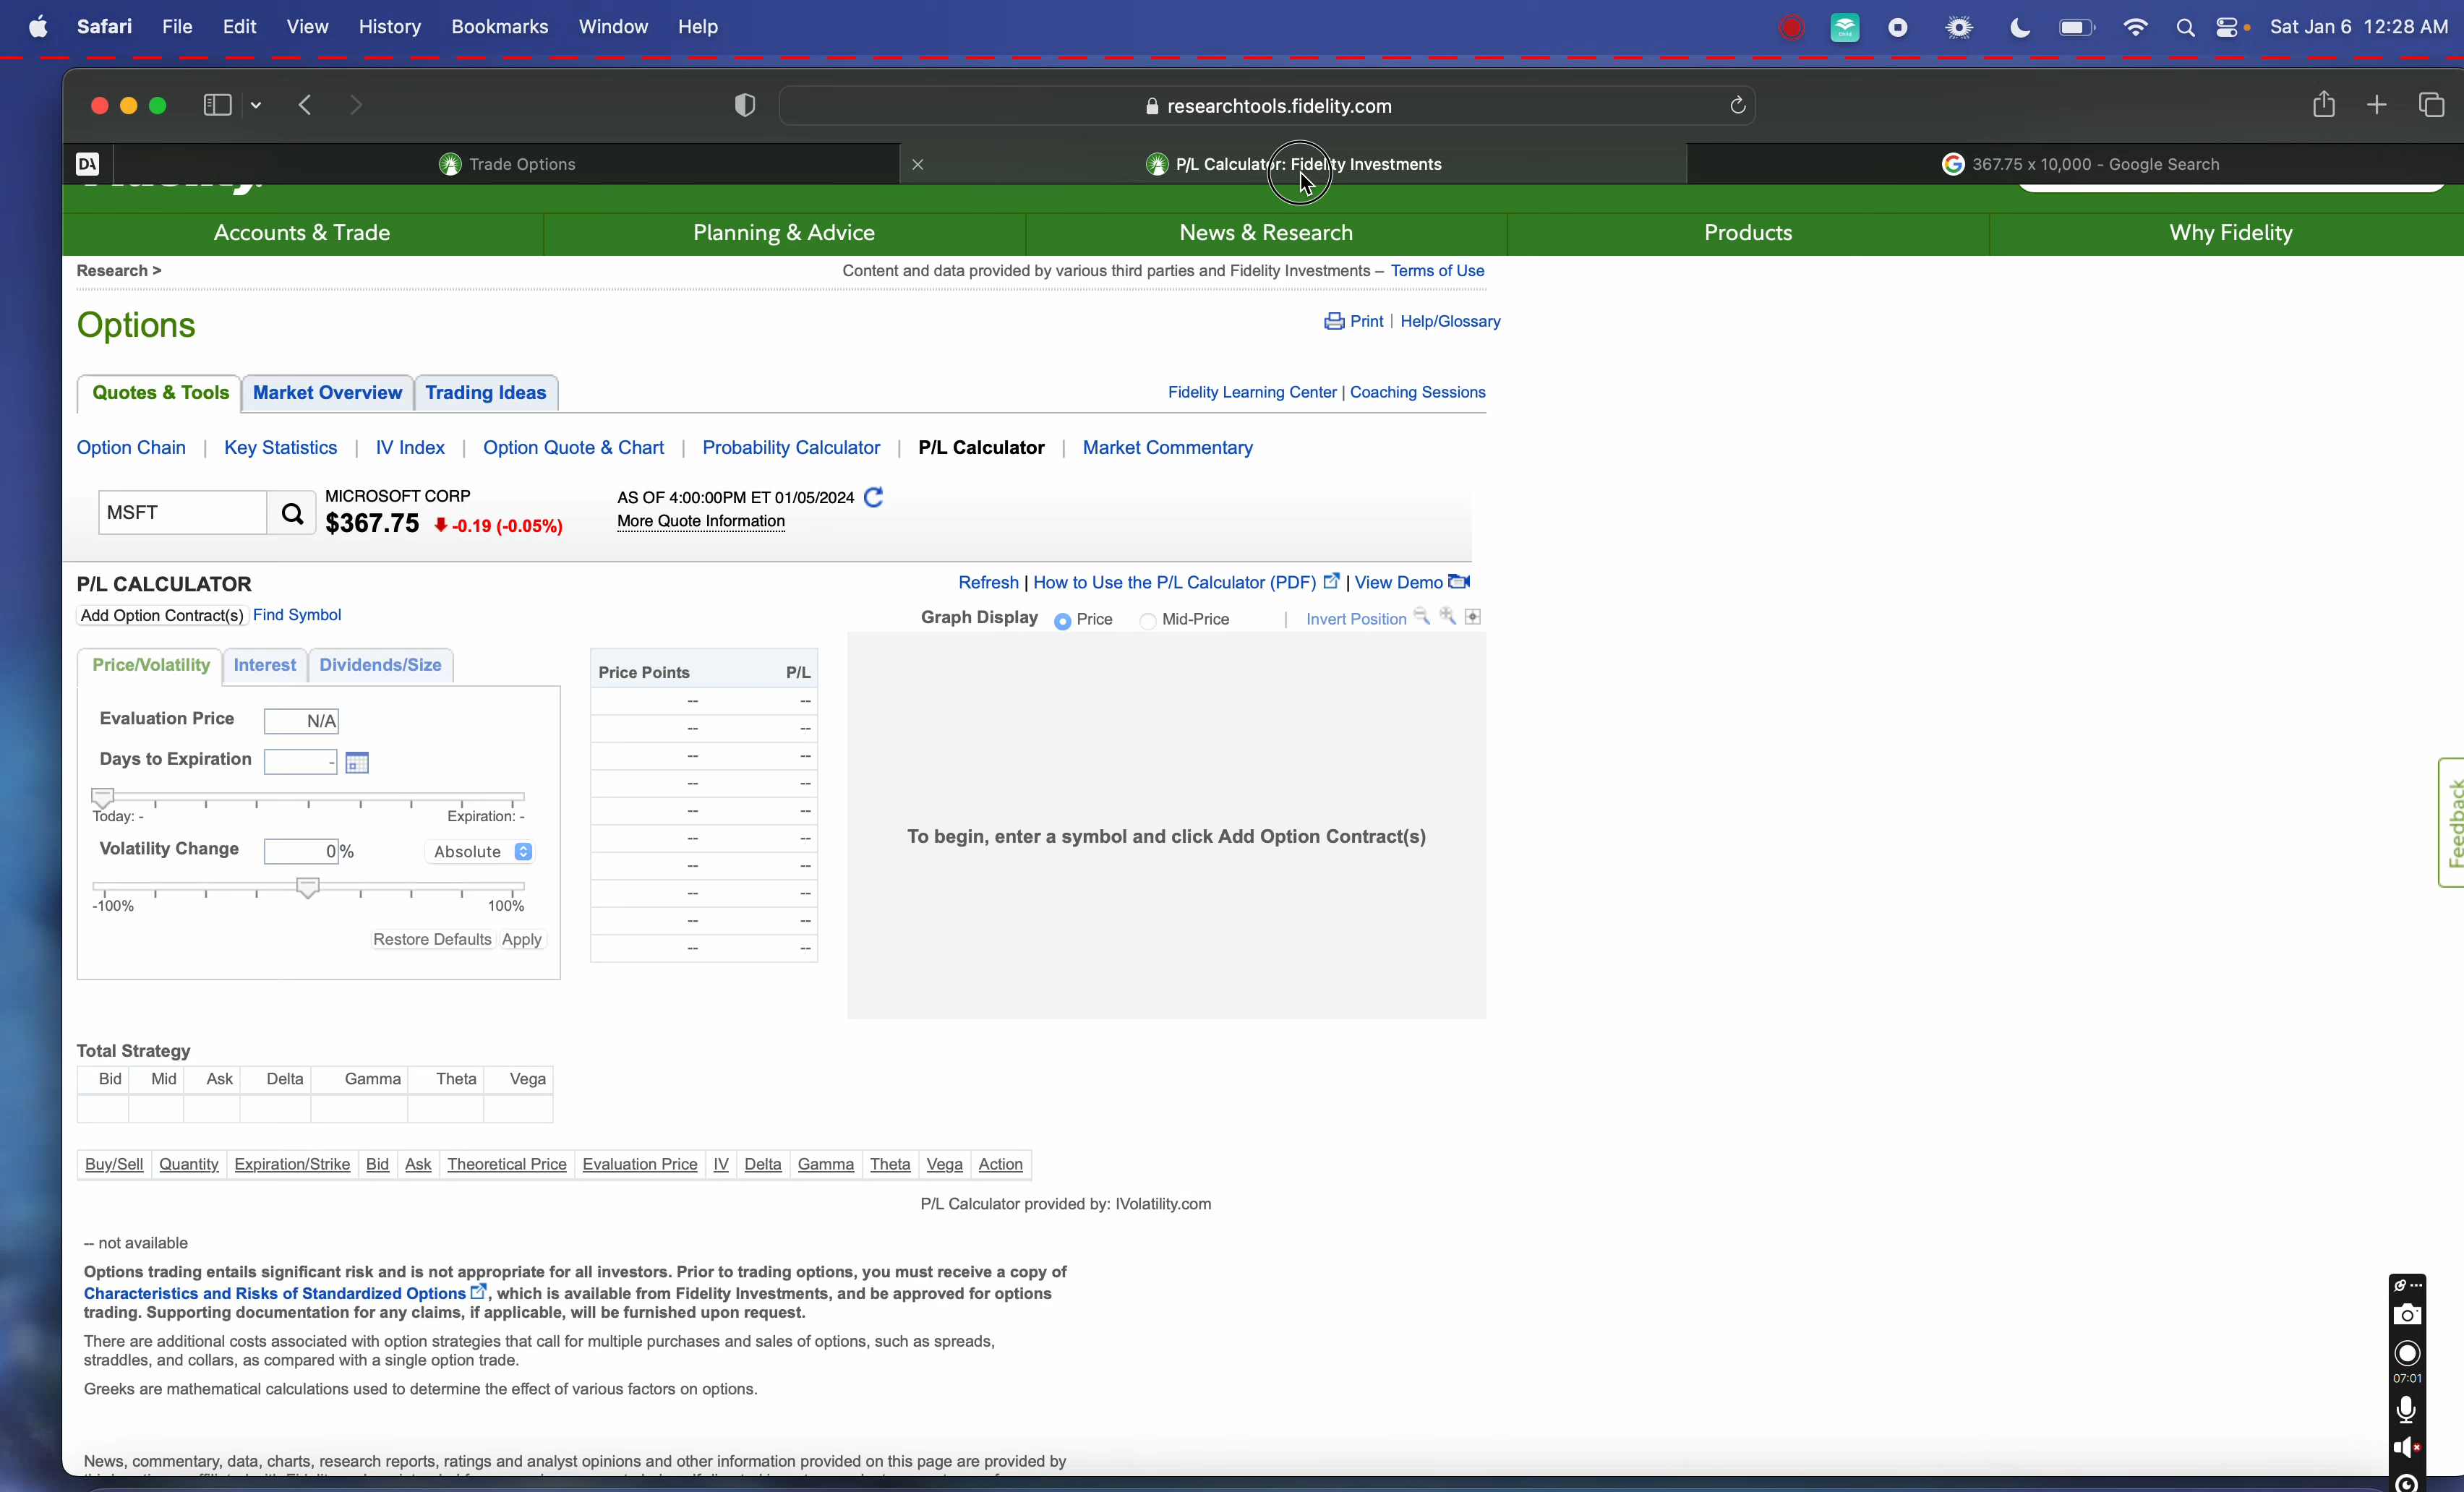 Safari File Edit View History Bookmarks Window Help Sat Jan 6 12:28 AM
researchtools.fidelity.com
DA Trade Options P/L Calculator: Fidelity Investments 367.75 x 10,000 - Google Search
Accounts & Trade Planning & Advice News & Research Products Why Fidelity
Research > Content and data provided by various third parties and Fidelity Investments – Terms of Use
Options
Print | Help/Glossary
Quotes & Tools Market Overview Trading Ideas Fidelity Learning Center | Coaching Sessions
Option Chain | Key Statistics | IV Index | Option Quote & Chart | Probability Calculator | P/L Calculator | Market Commentary
MSFT
MICROSOFT CORP
$367.75 -0.19 (-0.05%)
AS OF 4:00:00PM ET 01/05/2024
More Quote Information
P/L CALCULATOR
Refresh | How to Use the P/L Calculator (PDF) | View Demo
Add Option Contract(s) Find Symbol
Graph Display Price Mid-Price | Invert Position
Price/Volatility Interest Dividends/Size
Evaluation Price N/A
Days to Expiration -
Today: - Expiration: -
Volatility Change 0% Absolute
-100% 100%
Restore Defaults Apply
Price Points P/L
-- --
-- --
-- --
-- --
-- --
-- --
-- --
-- --
-- --
-- --
To begin, enter a symbol and click Add Option Contract(s)
Feedback
Total Strategy
Bid Mid Ask Delta Gamma Theta Vega
Buy/Sell Quantity Expiration/Strike Bid Ask Theoretical Price Evaluation Price IV Delta Gamma Theta Vega Action
P/L Calculator provided by: IVolatility.com
-- not available
Options trading entails significant risk and is not appropriate for all investors. Prior to trading options, you must receive a copy of
Characteristics and Risks of Standardized Options , which is available from Fidelity Investments, and be approved for options
trading. Supporting documentation for any claims, if applicable, will be furnished upon request.
There are additional costs associated with option strategies that call for multiple purchases and sales of options, such as spreads,
straddles, and collars, as compared with a single option trade.
Greeks are mathematical calculations used to determine the effect of various factors on options.
07:01
News, commentary, data, charts, research reports, ratings and analyst opinions and other information provided on this page are provided by